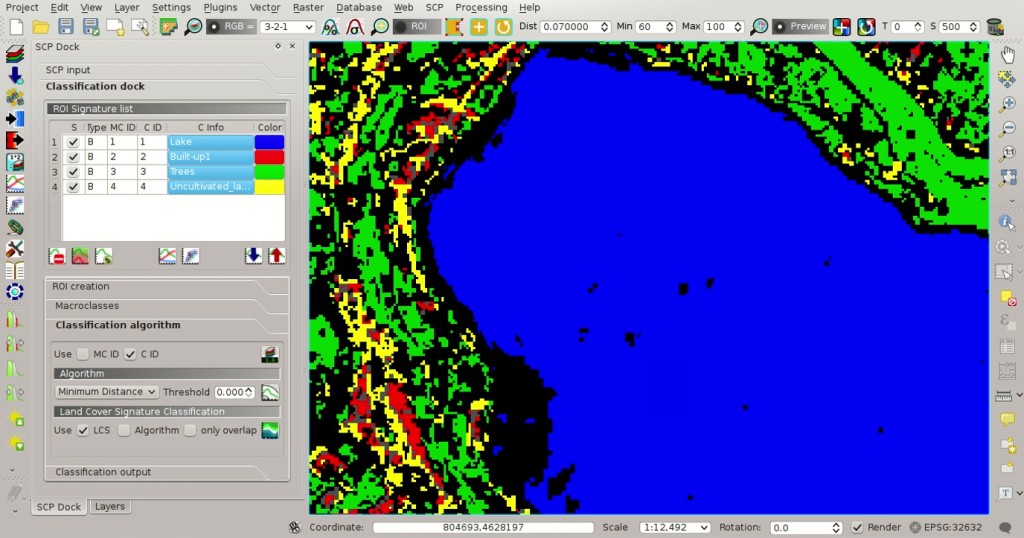 Project Edit View Layer Settings Plugins Vector Raster Database Web SCP Processing Help
RGB = 3-2-1 ROI Dist 0.070000 Min 60 Max 100 Preview T 0 S 500
SCP Dock
SCP input
Classification dock
ROI Signature list
S Type MC ID C ID C Info Color
1 B 1 1 Lake
2 B 2 2 Built-up1
3 B 3 3 Trees
4 B 4 4 Uncultivated_la...
ROI creation
Macroclasses
Classification algorithm
Use MC ID C ID
Algorithm
Minimum Distance Threshold 0.000
Land Cover Signature Classification
Use LCS Algorithm only overlap
Classification output
SCP Dock Layers
Coordinate: 804693,4628197 Scale 1:12,492 Rotation: 0.0 Render EPSG:32632